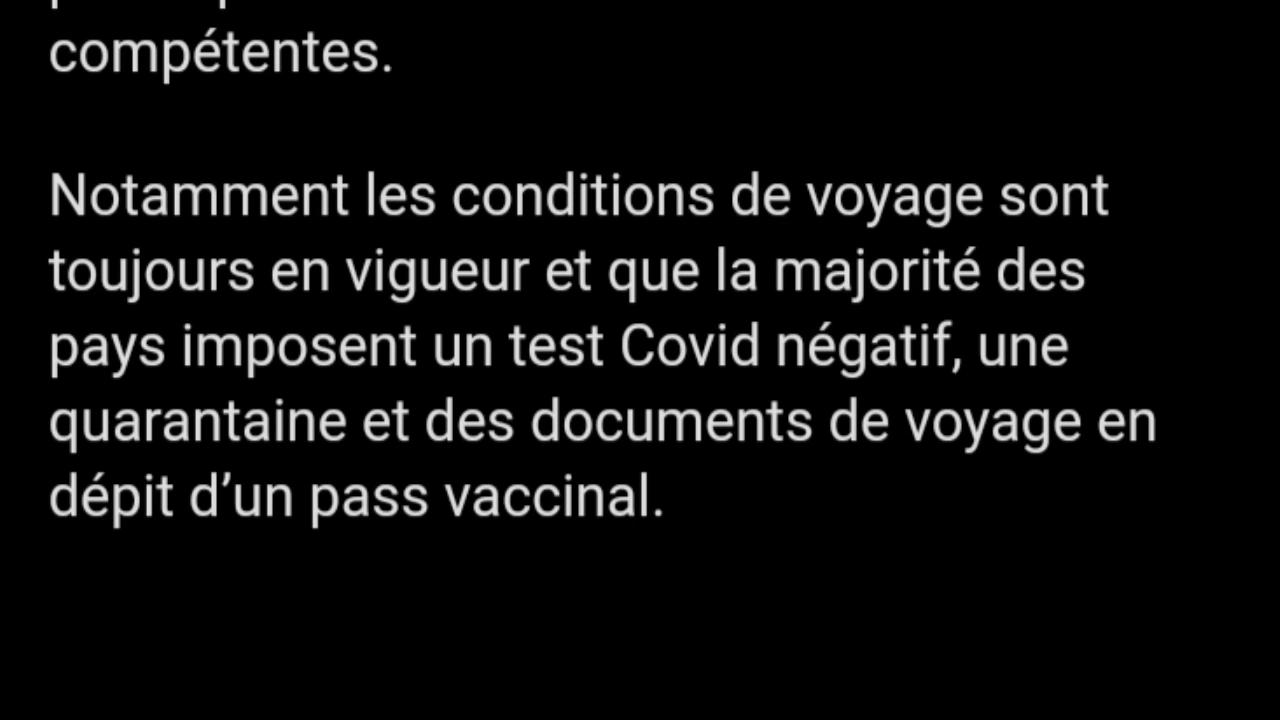 compétentes.
Notamment les conditions de voyage sont
toujours en vigueur et que la majorité des
pays imposent un test Covid négatif, une
quarantaine et des documents de voyage en
dépit d’un pass vaccinal.